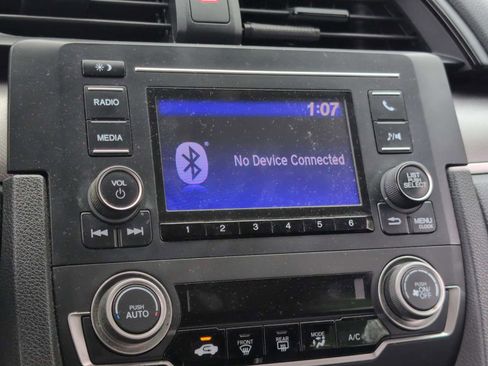 RADIO
MEDIA
1:07
No Device Connected
VOL
LIST
PUSH
SELECT
MENU
CLOCK
1 2 3 4 5 6
PUSH
AUTO
PUSH
ON/
OFF
FRONT
REAR
MODE
A/C